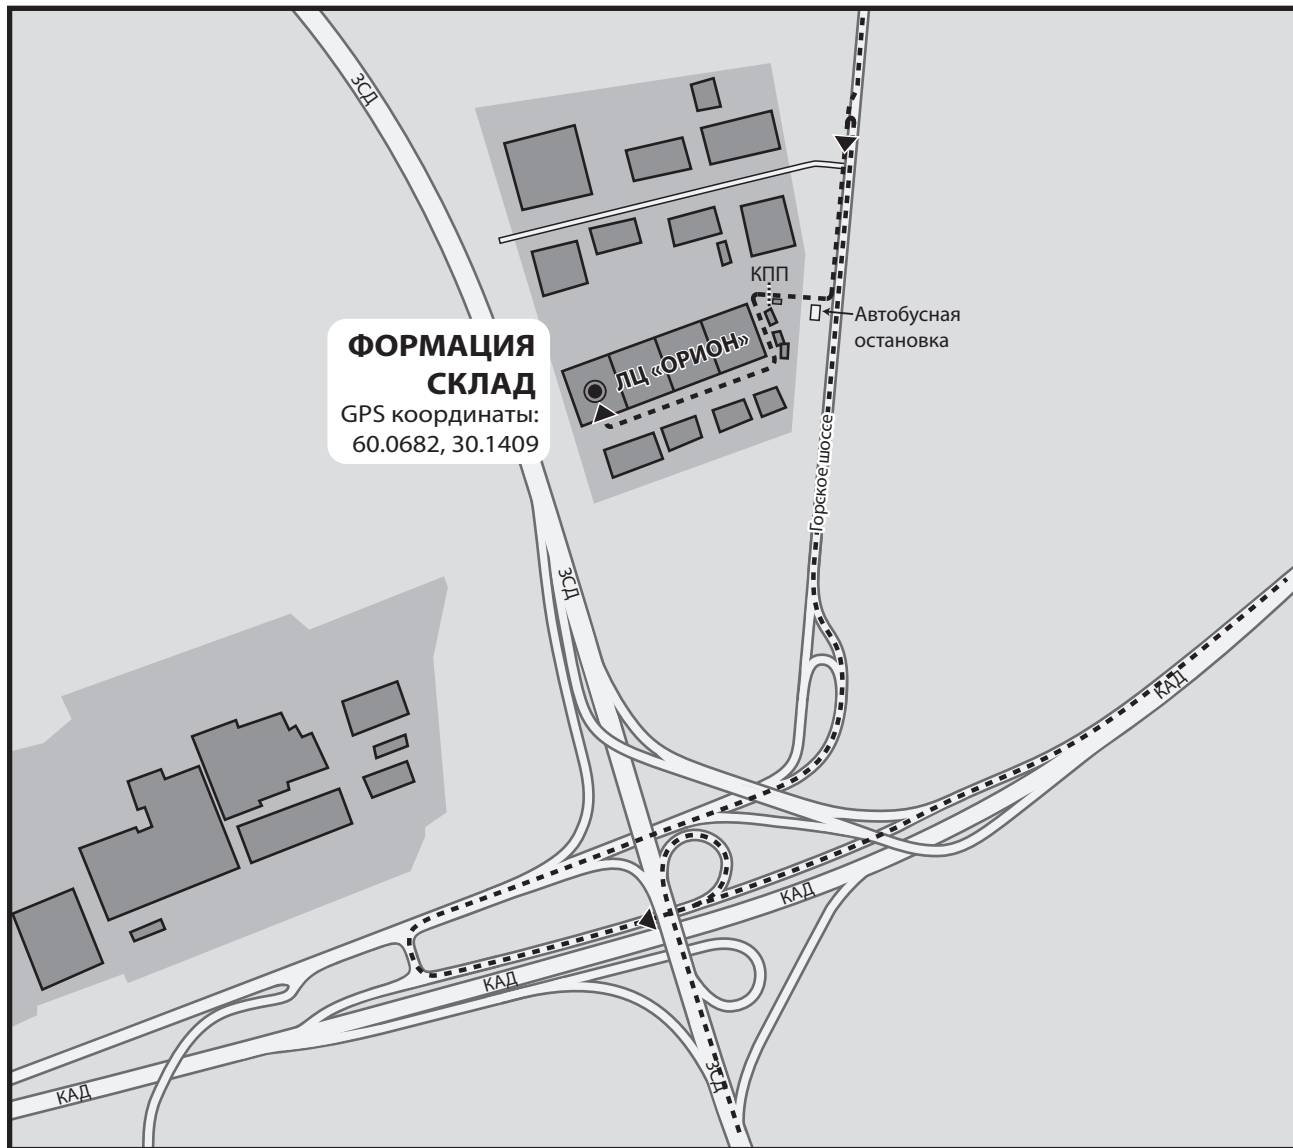 ЗСД
КПП
Автобусная
остановка
ФОРМАЦИЯ
СКЛАД
GPS координаты:
60.0682, 30.1409
ЛЦ «ОРИОН»
Горское шоссе
ЗСД
КАД
КАД
КАД
ЗСД
КАД